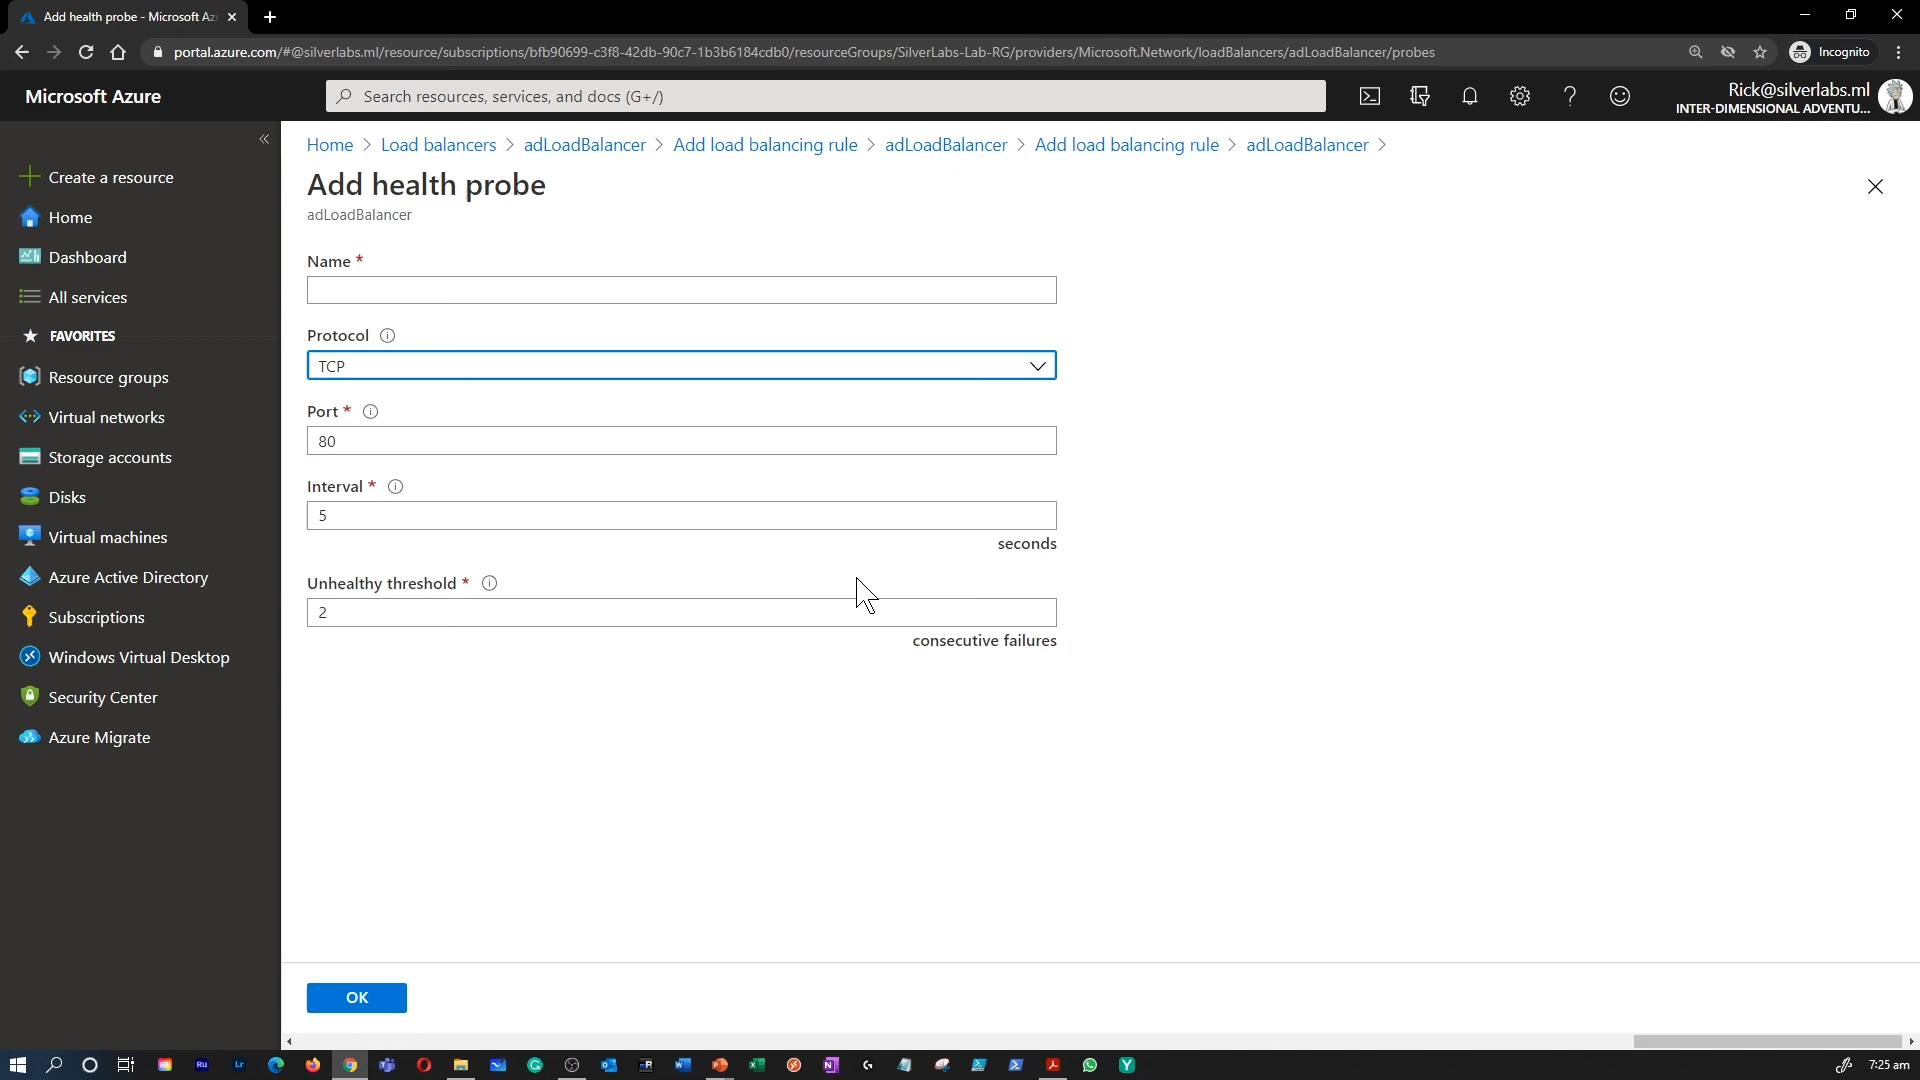 Add health probe - Microsoft Az
portal.azure.com/#@silverlabs.ml/resource/subscriptions/bfb90699-c3f8-42db-90c7-1b3b6184cdb0/resourceGroups/SilverLabs-Lab-RG/providers/Microsoft.Network/loadBalancers/adLoadBalancer/probes
Incognito
Microsoft Azure
Search resources, services, and docs (G+/)
Rick@silverlabs.ml
INTER-DIMENSIONAL ADVENTU...
Home > Load balancers > adLoadBalancer > Add load balancing rule > adLoadBalancer > Add load balancing rule > adLoadBalancer >
Add health probe
adLoadBalancer
Create a resource
Home
Dashboard
All services
FAVORITES
Resource groups
Virtual networks
Storage accounts
Disks
Virtual machines
Azure Active Directory
Subscriptions
Windows Virtual Desktop
Security Center
Azure Migrate
Name *
Protocol
TCP
Port *
80
Interval *
5
seconds
Unhealthy threshold *
2
consecutive failures
OK
7:25 am